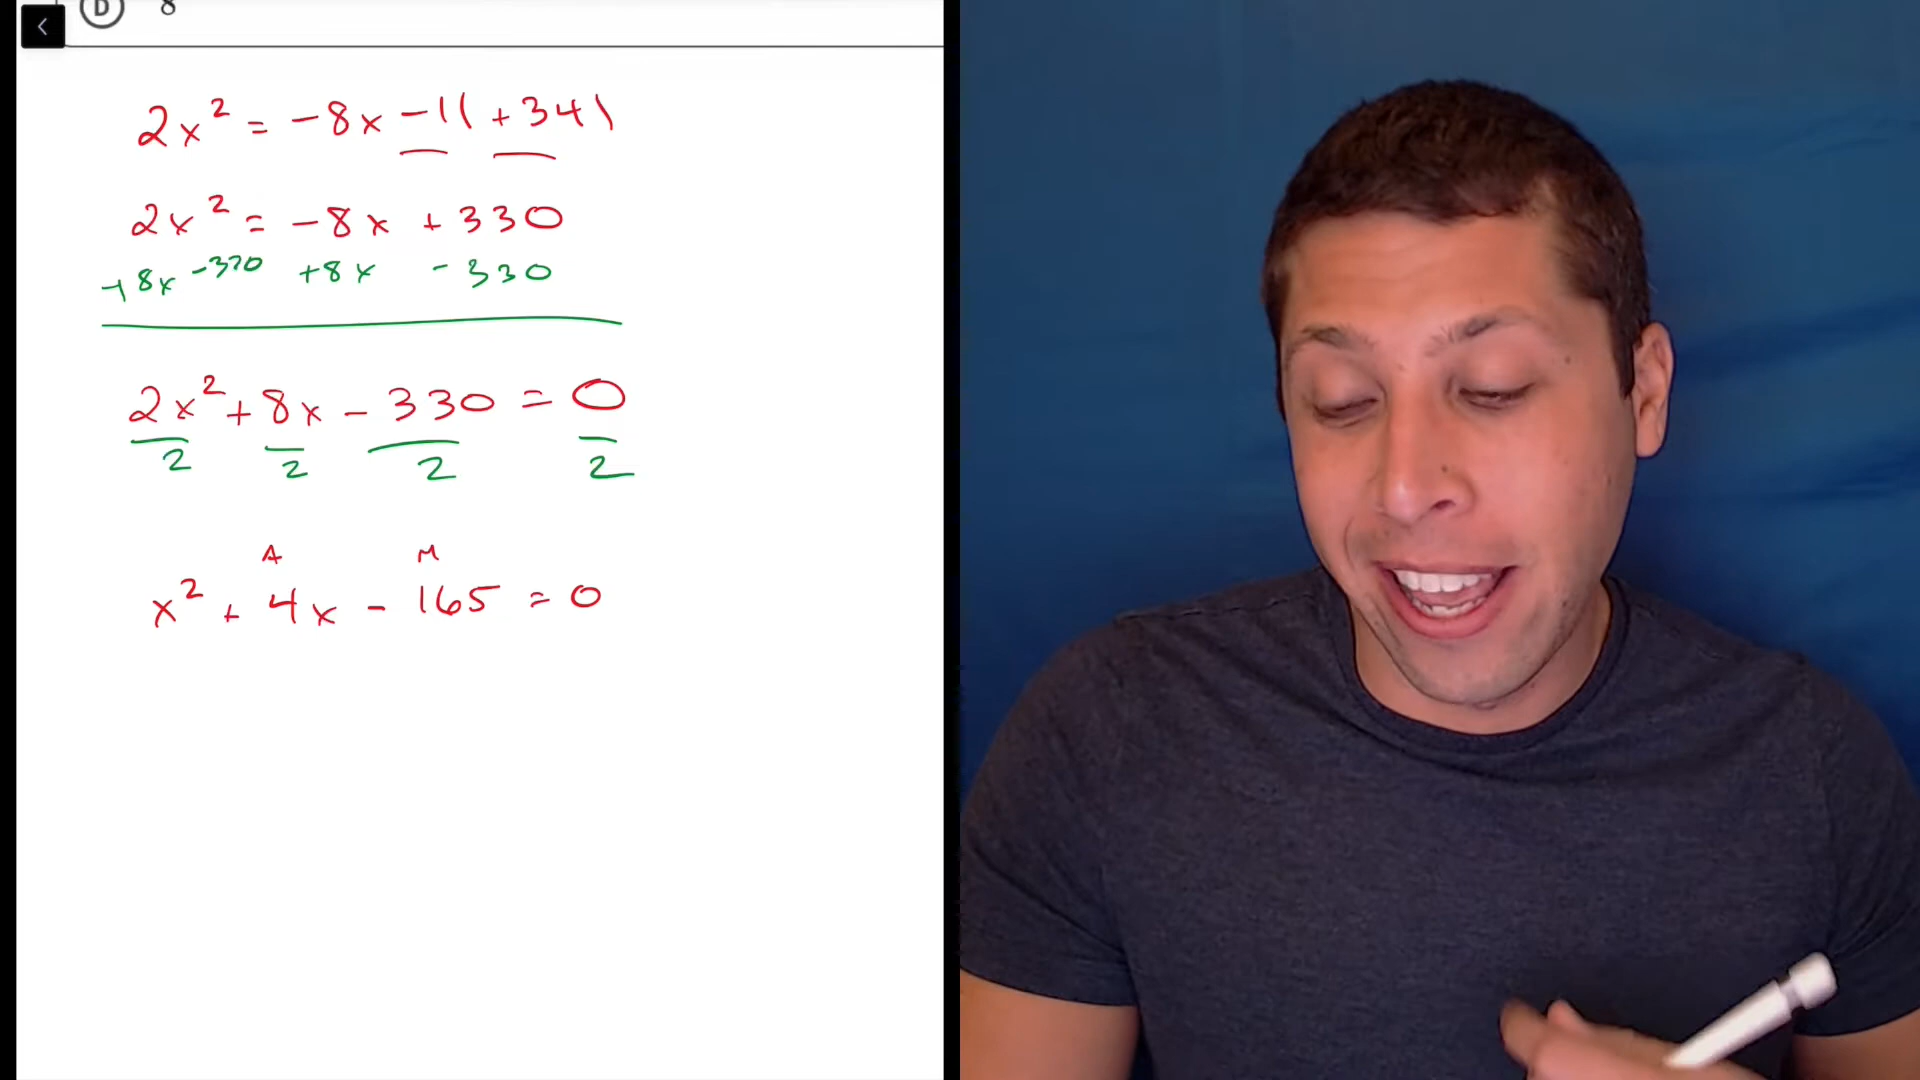 D 8
2x² = -8x -11 +341
2x² = -8x + 330
+8x -330 +8x - 330
2x² + 8x - 330 = 0
2 2 2 2
A M
x² + 4x - 165 = 0